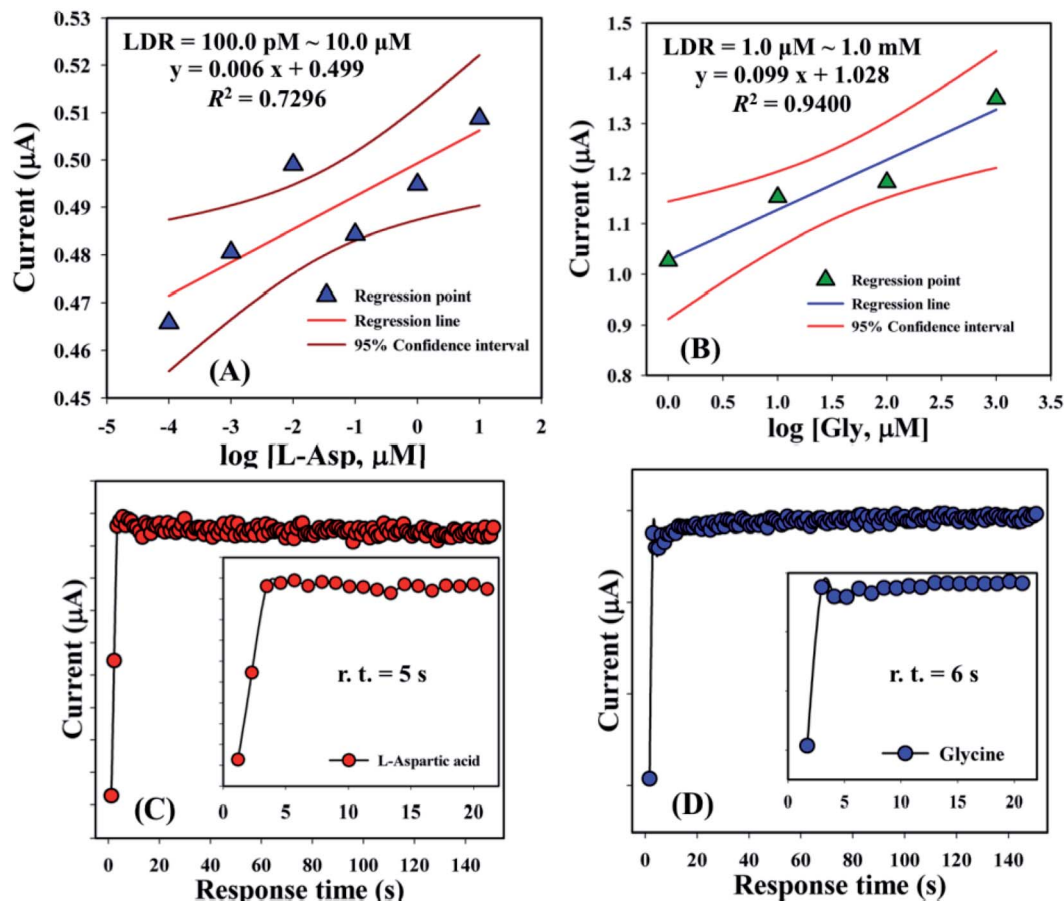 (A)
0.53
0.52
0.51
0.50
0.49
0.48
0.47
0.46
0.45
Current (μA)
LDR = 100.0 pM ~ 10.0 μM
y = 0.006 x + 0.499
R² = 0.7296
Regression point
Regression line
95% Confidence interval
(A)
-5 -4 -3 -2 -1 0 1 2
log [L-Asp, μM]
(B)
1.5
1.4
1.3
1.2
1.1
1.0
0.9
0.8
Current (μA)
LDR = 1.0 μM ~ 1.0 mM
y = 0.099 x + 1.028
R² = 0.9400
Regression point
Regression line
95% Confidence interval
(B)
0.0 0.5 1.0 1.5 2.0 2.5 3.0 3.5
log [Gly, μM]
Current (μA)
r. t. = 5 s
L-Aspartic acid
0 5 10 15 20
(C)
0 20 40 60 80 100 120 140
Response time (s)
Current (μA)
r. t. = 6 s
Glycine
0 5 10 15 20
(D)
0 20 40 60 80 100 120 140
Response time (s)